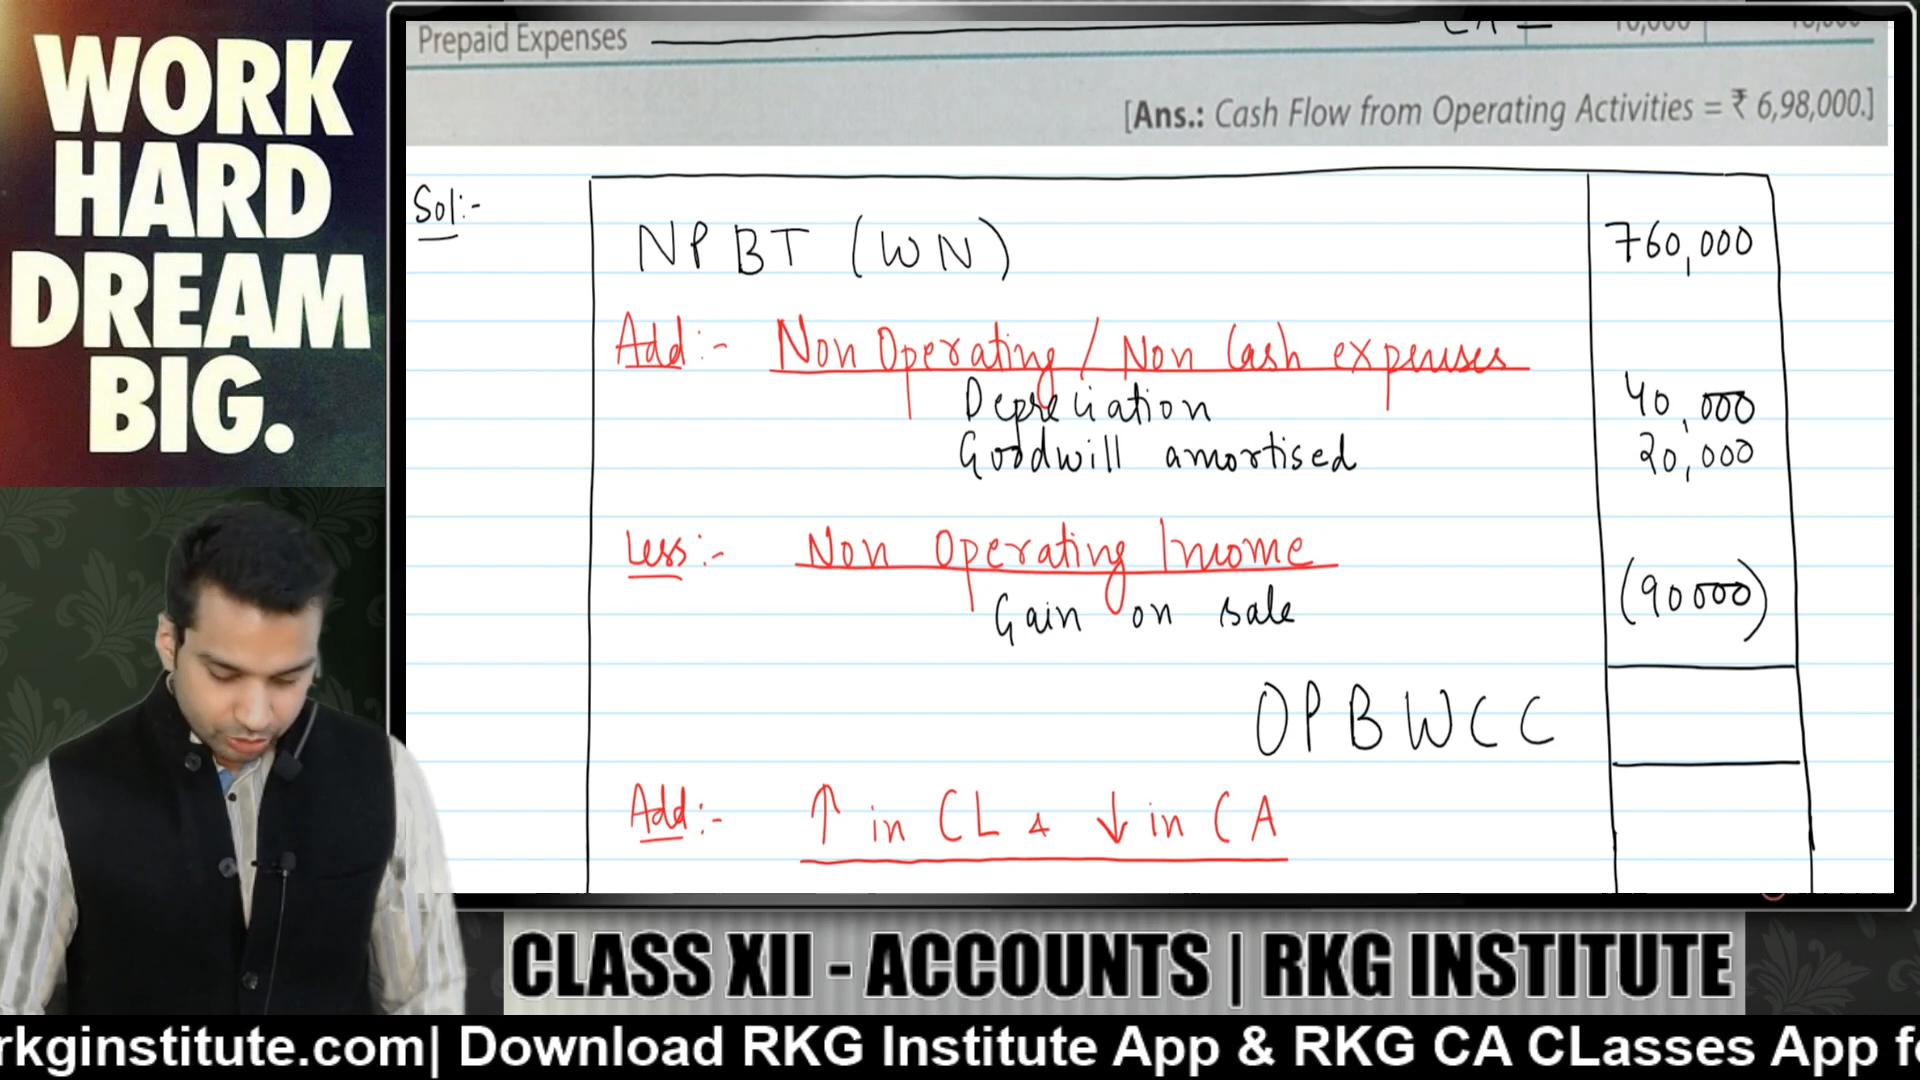 WORK
HARD
DREAM
BIG.
Prepaid Expenses
[Ans.: Cash Flow from Operating Activities = ₹ 6,98,000.]
Sol:-
NPBT (WN) 760,000
Add:- Non Operating / Non Cash expenses
Depreciation 40,000
Goodwill amortised 20,000
Less:- Non Operating Income
Gain on sale (90000)
OPBWCC
Add:- ↑ in CL & ↓ in CA
CLASS XII - ACCOUNTS | RKG INSTITUTE
rkginstitute.com| Download RKG Institute App & RKG CA CLasses App fo